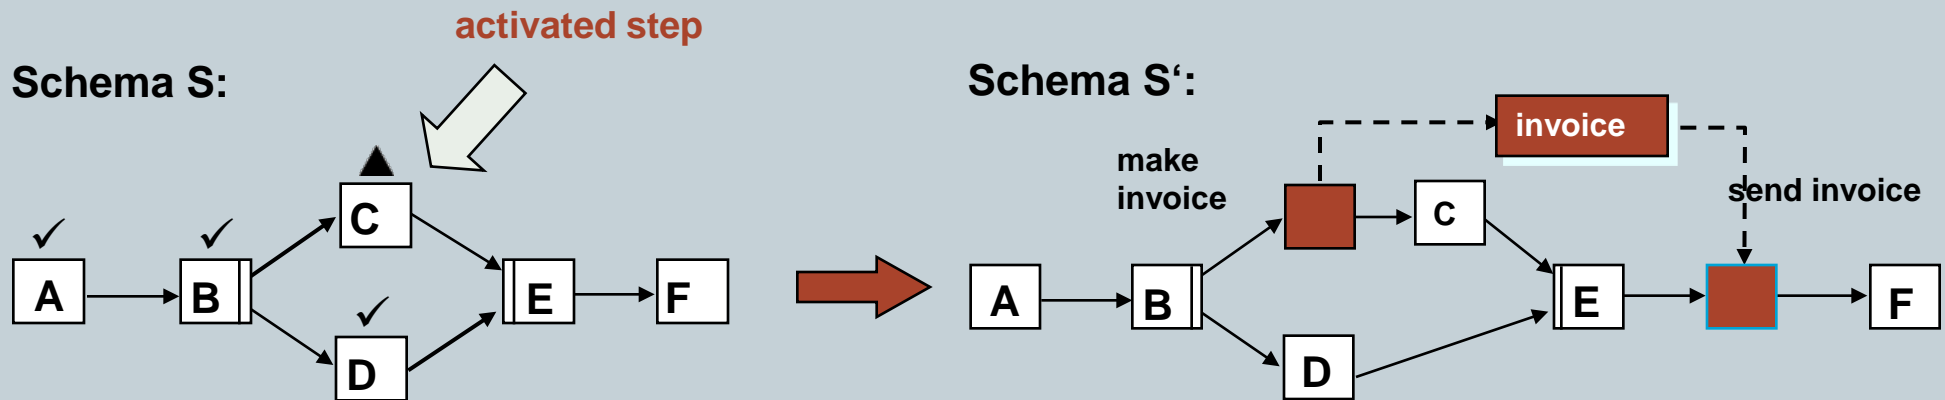 activated step
Schema S:
C
A
B
E
F
D
Schema S‘:
invoice
make
invoice
send invoice
C
A
B
E
F
D